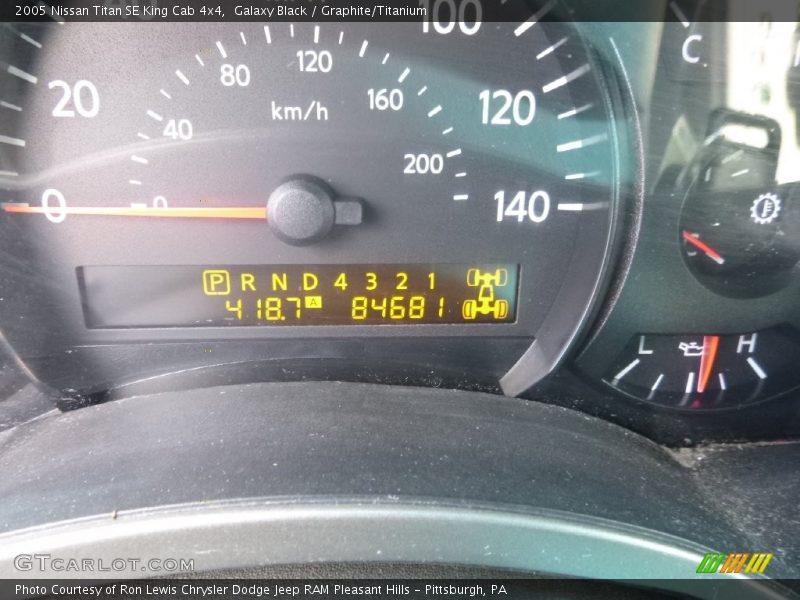 2005 Nissan Titan SE King Cab 4x4, Galaxy Black / Graphite/Titanium
100
C
80
120
20
km/h
160
120
40
200
0
0
140
P R N D 4 3 2 1
418.7 A 84681
L H
GTCARLOT.COM
Photo Courtesy of Ron Lewis Chrysler Dodge Jeep RAM Pleasant Hills - Pittsburgh, PA